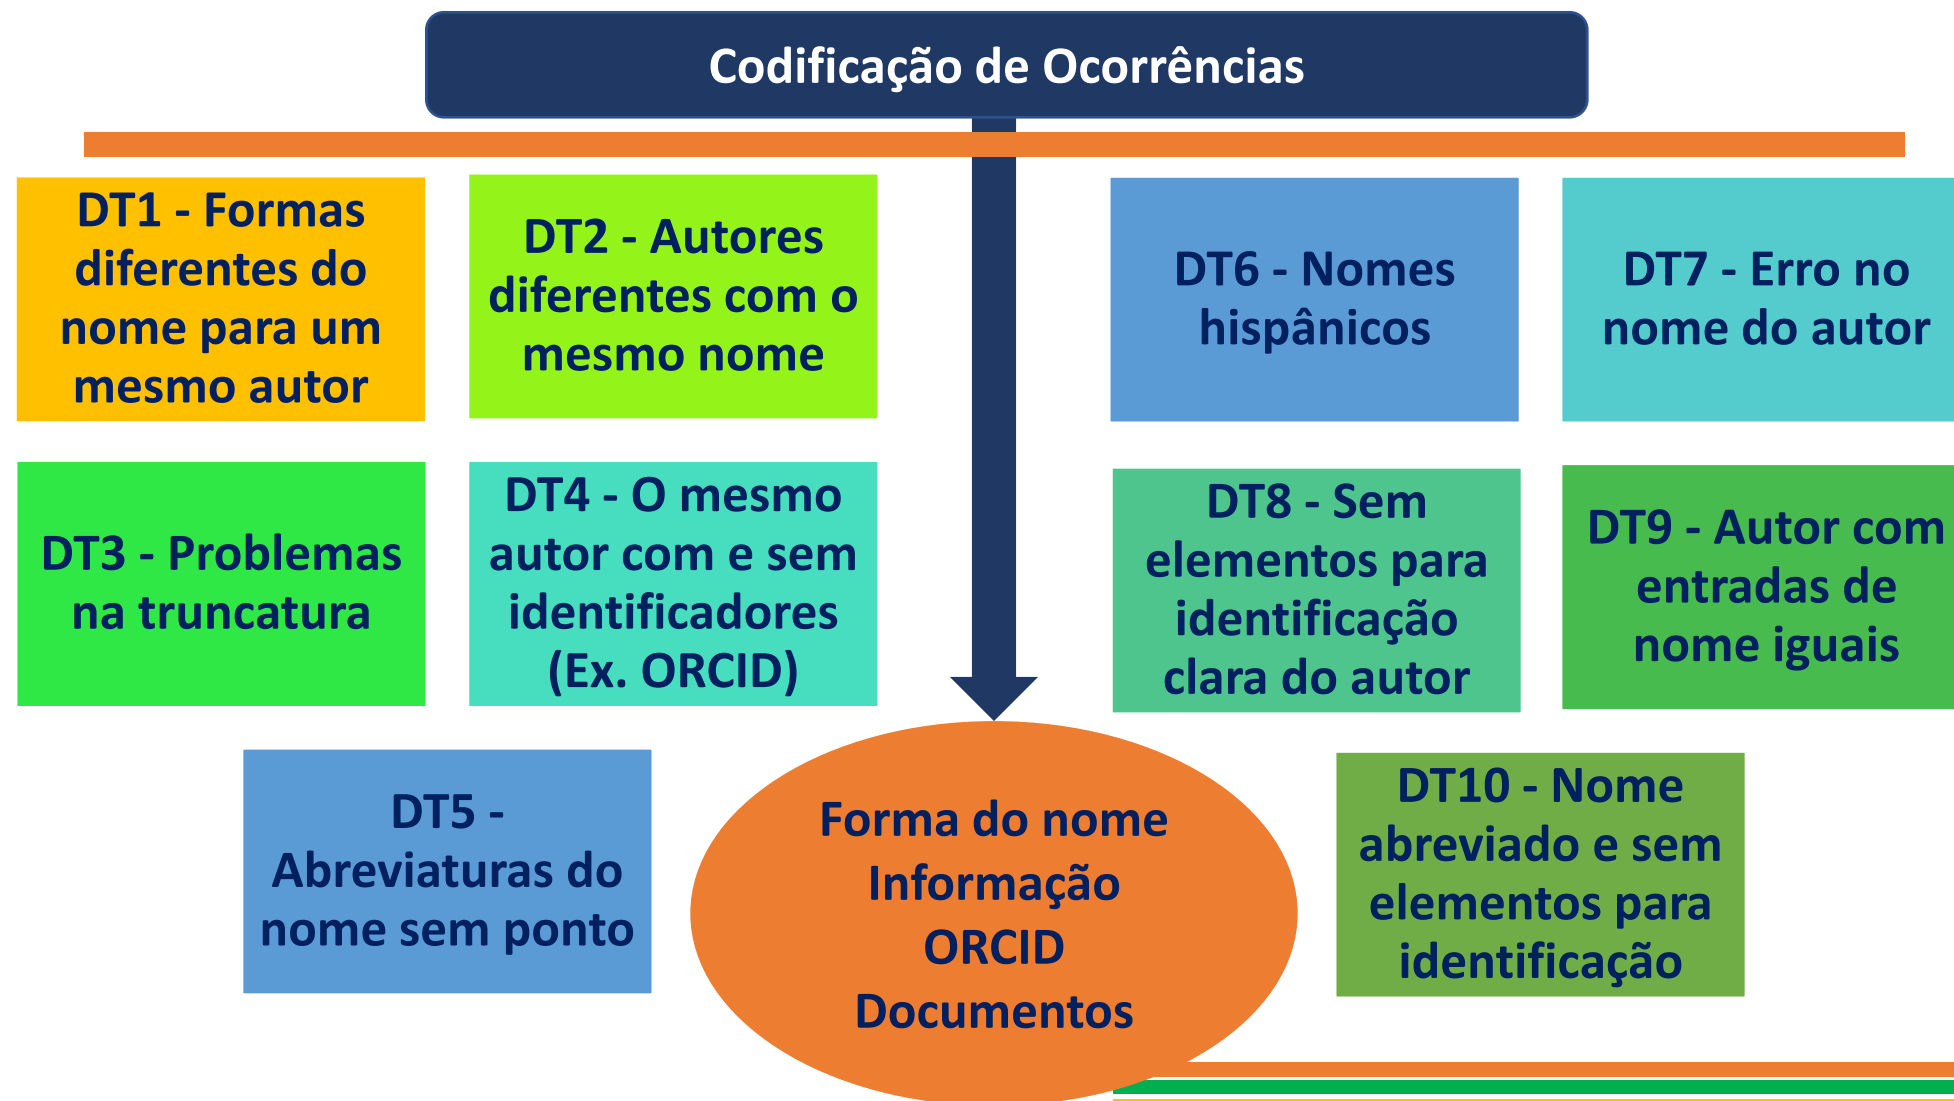 Codificação de Ocorrências
DT1 - Formas
diferentes do
nome para um
mesmo autor
DT2 - Autores
diferentes com o
mesmo nome
DT3 - Problemas
na truncatura
DT4 - O mesmo
autor com e sem
identificadores
(Ex. ORCID)
DT5 -
Abreviaturas do
nome sem ponto
DT6 - Nomes
hispânicos
DT7 - Erro no
nome do autor
DT8 - Sem
elementos para
identificação
clara do autor
DT9 - Autor com
entradas de
nome iguais
DT10 - Nome
abreviado e sem
elementos para
identificação
Forma do nome
Informação
ORCID
Documentos